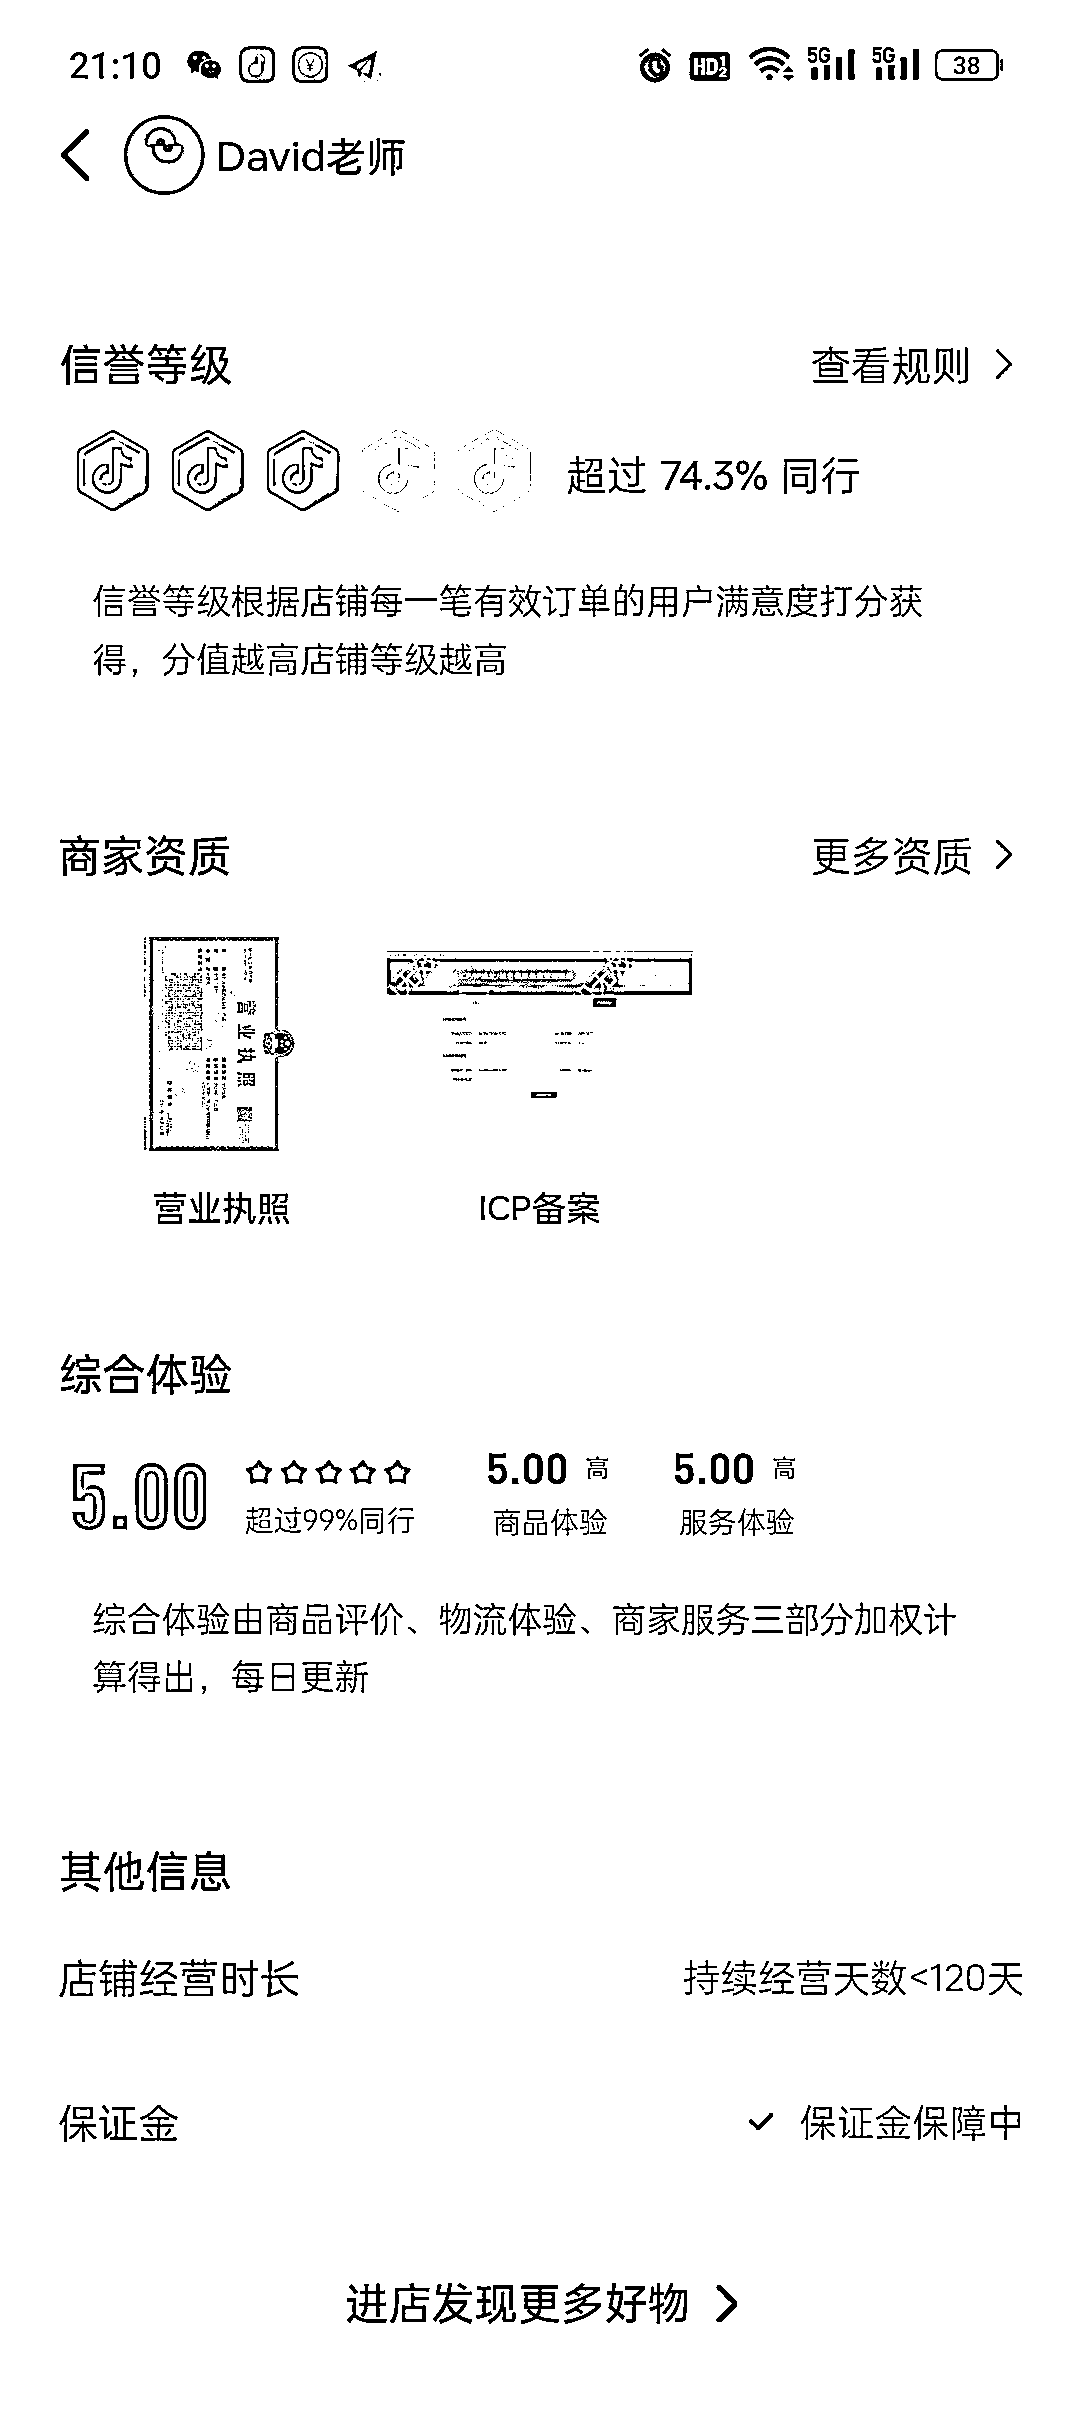 21:10 HD 5G 5G 38
David老师
信誉等级 查看规则
超过 74.3% 同行
信誉等级根据店铺每一笔有效订单的用户满意度打分获
得，分值越高店铺等级越高
商家资质 更多资质
营业执照
营业执照 ICP备案
综合体验
5.00 5.00 高 5.00 高
超过99%同行 商品体验 服务体验
综合体验由商品评价、物流体验、商家服务三部分加权计
算得出，每日更新
其他信息
店铺经营时长 持续经营天数<120天
保证金 保证金保障中
进店发现更多好物